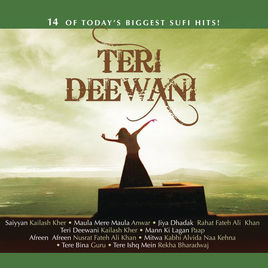 14 OF TODAY'S BIGGEST SUFI HITS!
TERI
DEEWANI
Saiyyan Kailash Kher • Maula Mere Maula Anwar • Jiya Dhadak Rahat Fateh Ali Khan
Teri Deewani Kailash Kher • Mann Ki Lagan Paap
Afreen Afreen Nusrat Fateh Ali Khan • Mitwa Kabhi Alvida Naa Kehna
• Tere Bina Guru • Tere Ishq Mein Rekha Bharadwaj